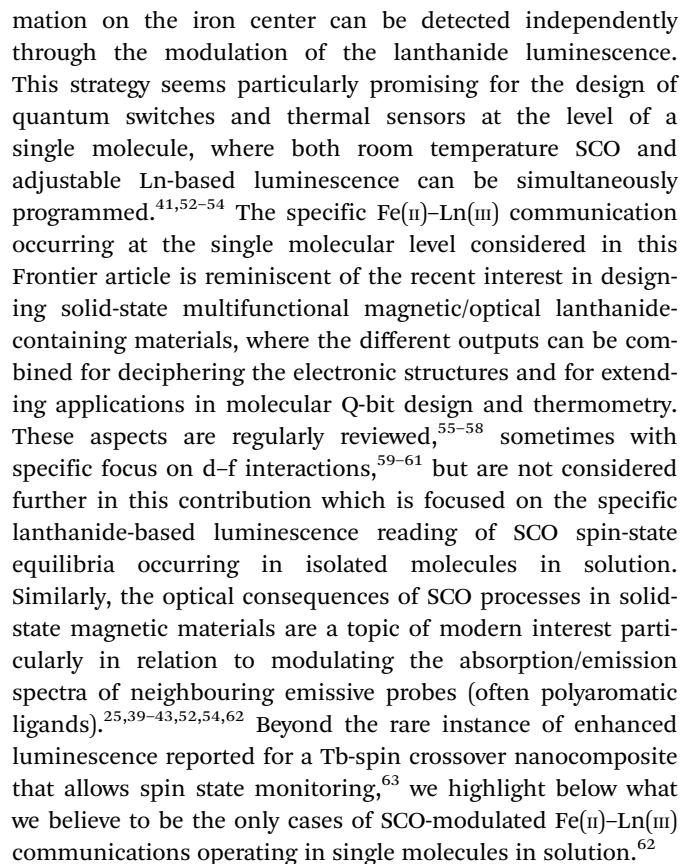 mation on the iron center can be detected independently
through the modulation of the lanthanide luminescence.
This strategy seems particularly promising for the design of
quantum switches and thermal sensors at the level of a
single molecule, where both room temperature SCO and
adjustable Ln-based luminescence can be simultaneously
programmed.41,52–54 The specific Fe(II)–Ln(III) communication
occurring at the single molecular level considered in this
Frontier article is reminiscent of the recent interest in design-
ing solid-state multifunctional magnetic/optical lanthanide-
containing materials, where the different outputs can be com-
bined for deciphering the electronic structures and for extend-
ing applications in molecular Q-bit design and thermometry.
These aspects are regularly reviewed,55–58 sometimes with
specific focus on d–f interactions,59–61 but are not considered
further in this contribution which is focused on the specific
lanthanide-based luminescence reading of SCO spin-state
equilibria occurring in isolated molecules in solution.
Similarly, the optical consequences of SCO processes in solid-
state magnetic materials are a topic of modern interest parti-
cularly in relation to modulating the absorption/emission
spectra of neighbouring emissive probes (often polyaromatic
ligands).25,39–43,52,54,62 Beyond the rare instance of enhanced
luminescence reported for a Tb-spin crossover nanocomposite
that allows spin state monitoring,63 we highlight below what
we believe to be the only cases of SCO-modulated Fe(II)–Ln(III)
communications operating in single molecules in solution.62